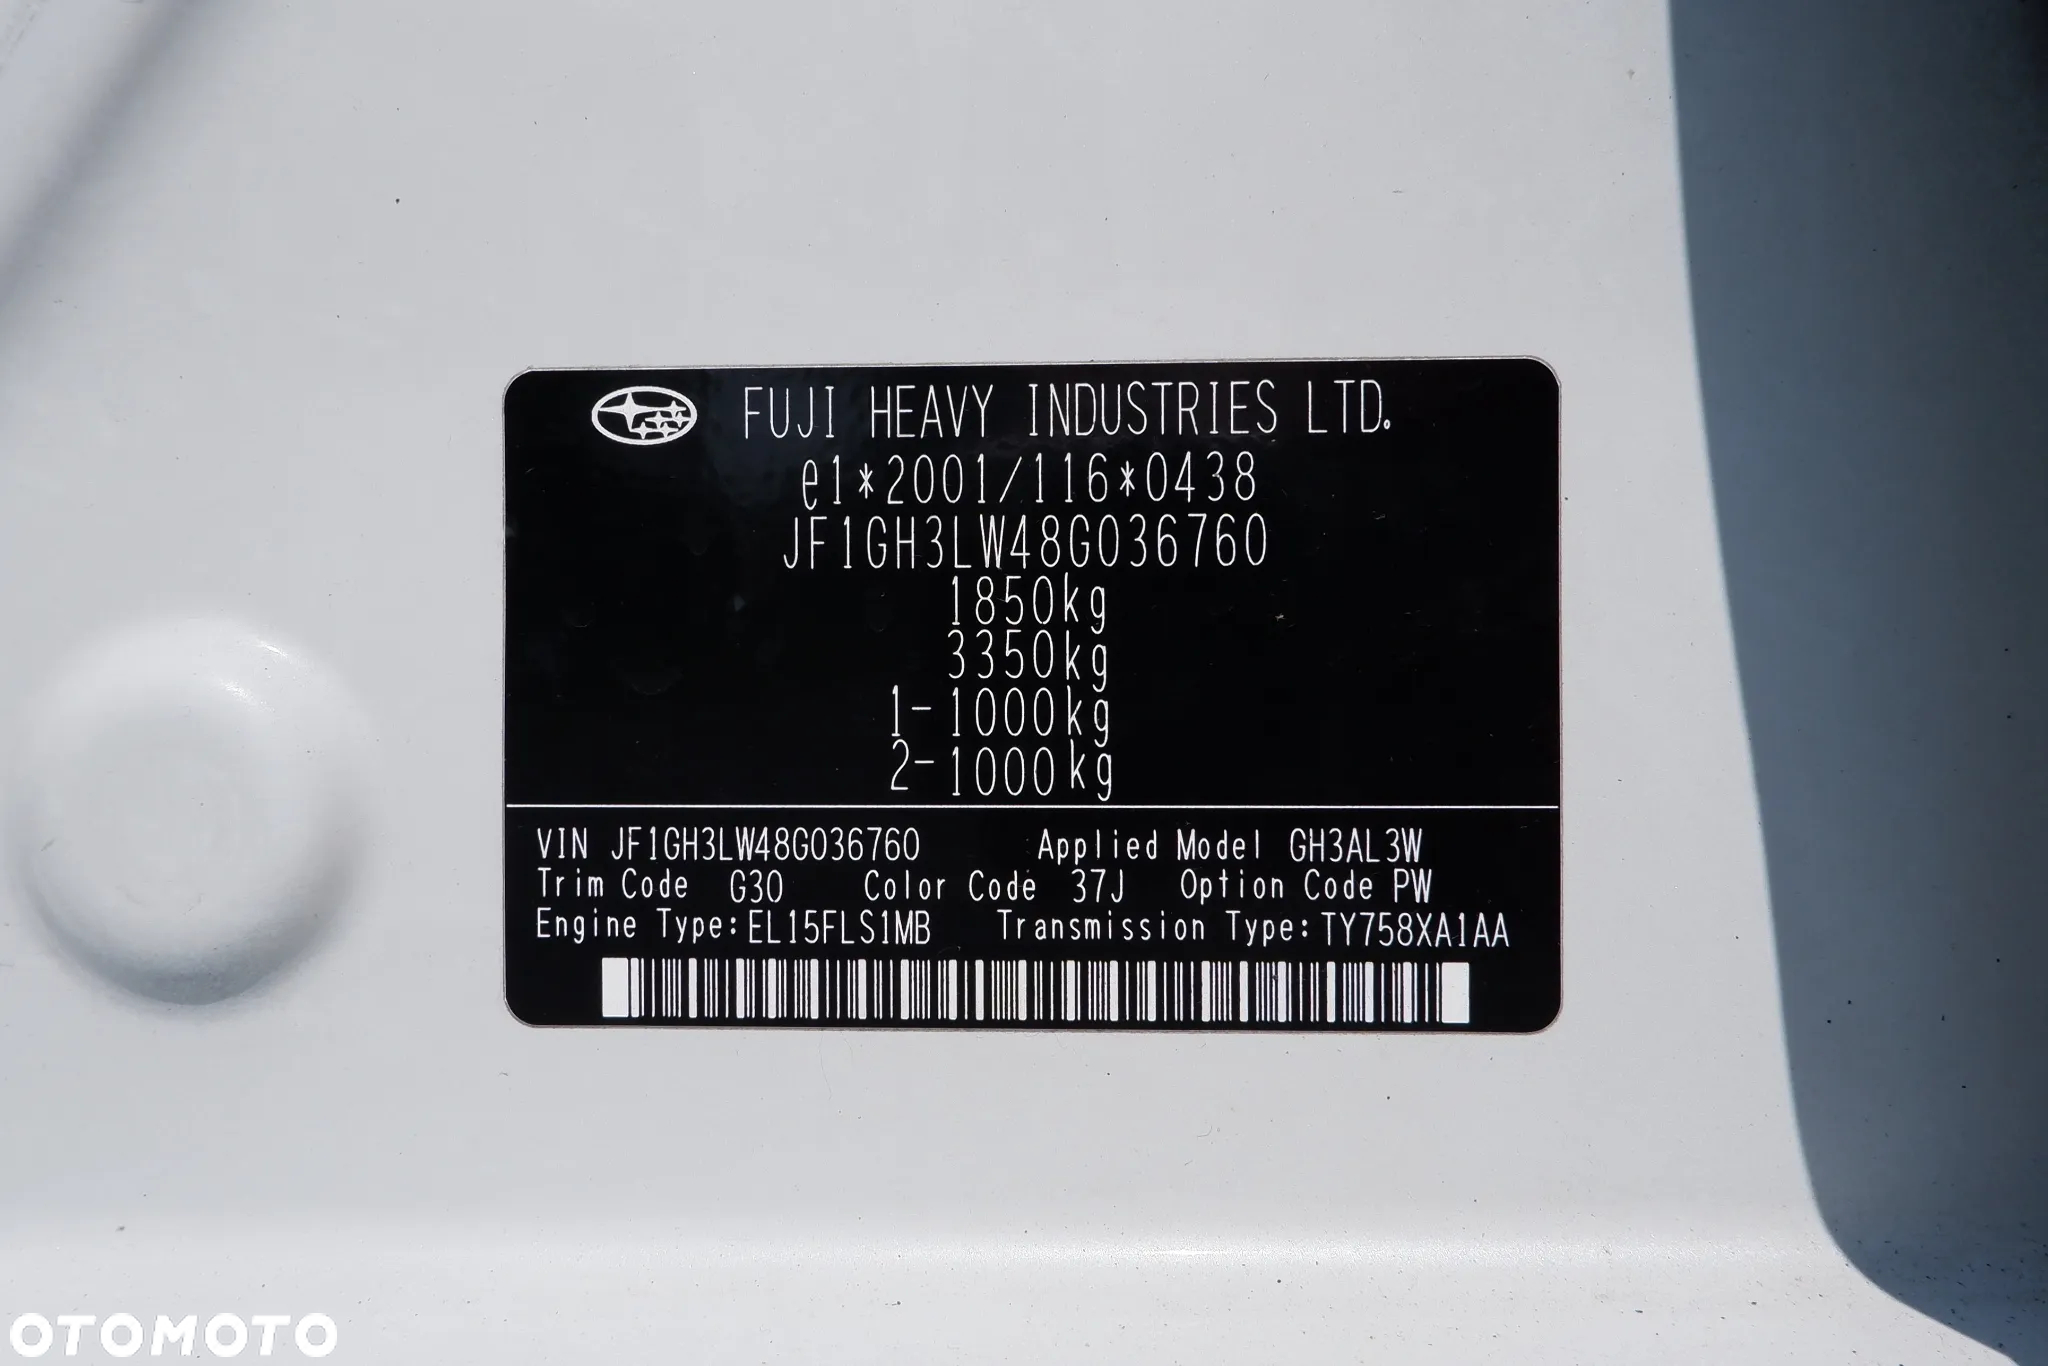 FUJI HEAVY INDUSTRIES LTD.
e1*2001/116*0438
JF1GH3LW48G036760
1850kg
3350kg
1-1000kg
2-1000kg
VIN JF1GH3LW48G036760 Applied Model GH3AL3W
Trim Code G30 Color Code 37J Option Code PW
Engine Type:EL15FLS1MB Transmission Type:TY758XA1AA
OTOMOTO